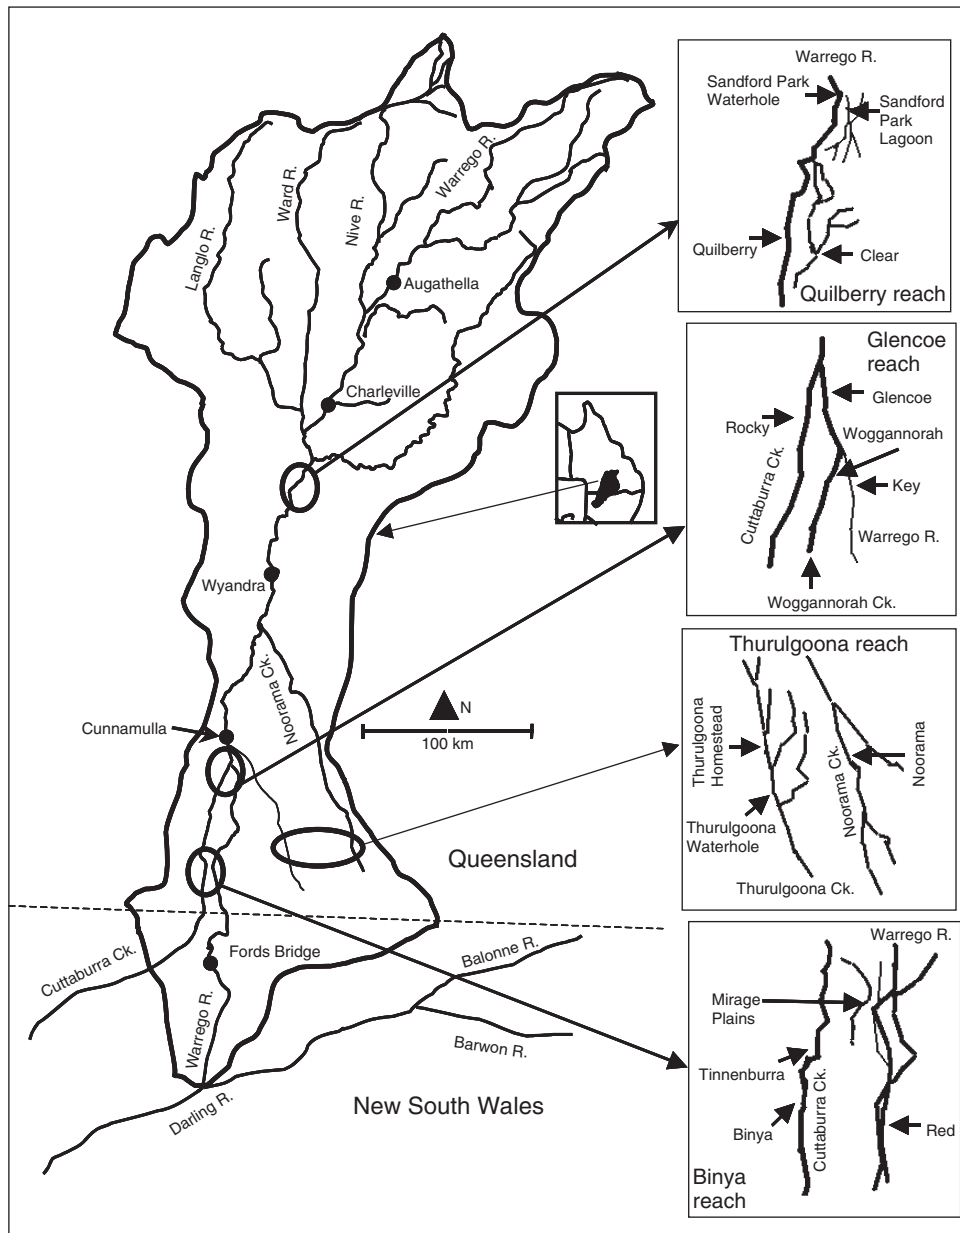 Langlo R.
Ward R.
Nive R.
Warrego R.
Augathella
Charleville
Wyandra
Noorama Ck.
Cunnamulla
N
100 km
Queensland
Fords Bridge
Cuttaburra Ck.
Warrego R.
Balonne R.
Barwon R.
Darling R.
New South Wales
Warrego R.
Sandford Park
Waterhole
Sandford
Park
Lagoon
Quilberry
Clear
Quilberry reach
Glencoe
reach
Glencoe
Rocky
Woggannorah
Cuttaburra Ck.
Key
Warrego R.
Woggannorah Ck.
Thurulgoona reach
Thurulgoona
Homestead
Noorama Ck.
Noorama
Thurulgoona
Waterhole
Thurulgoona Ck.
Warrego R.
Mirage
Plains
Tinnenburra
Cuttaburra Ck.
Binya
Red
Binya
reach